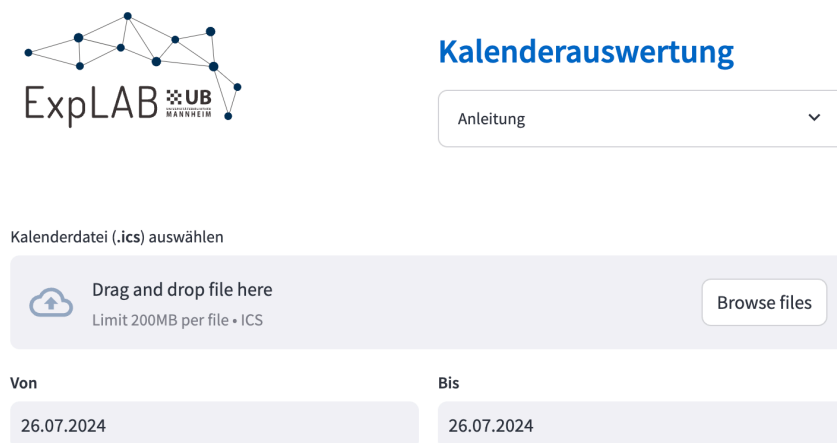 ExpLAB UB
UNIVERSITÄTSBIBLIOTHEK
MANNHEIM
Kalenderauswertung
Anleitung
Kalenderdatei (.ics) auswählen
Drag and drop file here
Limit 200MB per file • ICS
Browse files
Von
Bis
26.07.2024
26.07.2024